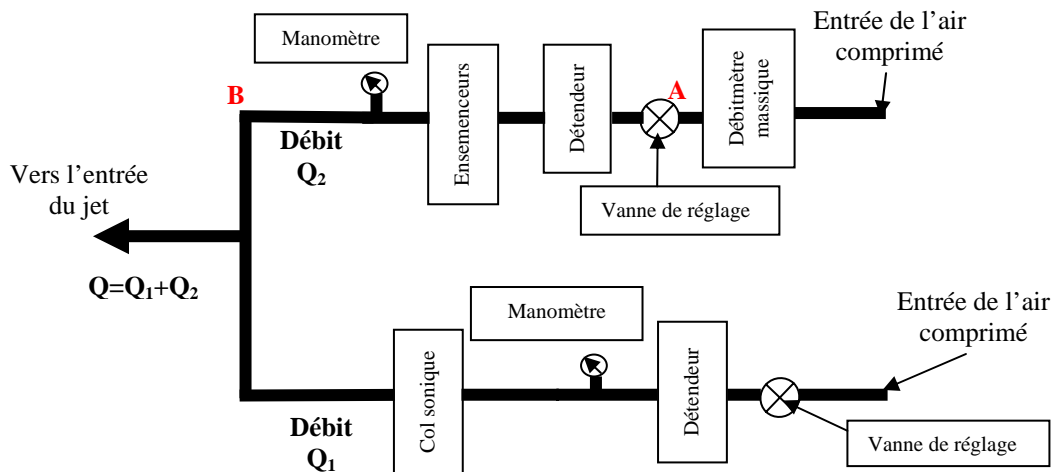 Entrée de l'air
comprimé
Manomètre
B
A
Débit
Q₂
Ensemenceurs
Détendeur
Débitmètre
massique
Vers l'entrée
du jet
Vanne de réglage
Q=Q₁+Q₂
Manomètre
Entrée de l'air
comprimé
Col sonique
Détendeur
Débit
Q₁
Vanne de réglage